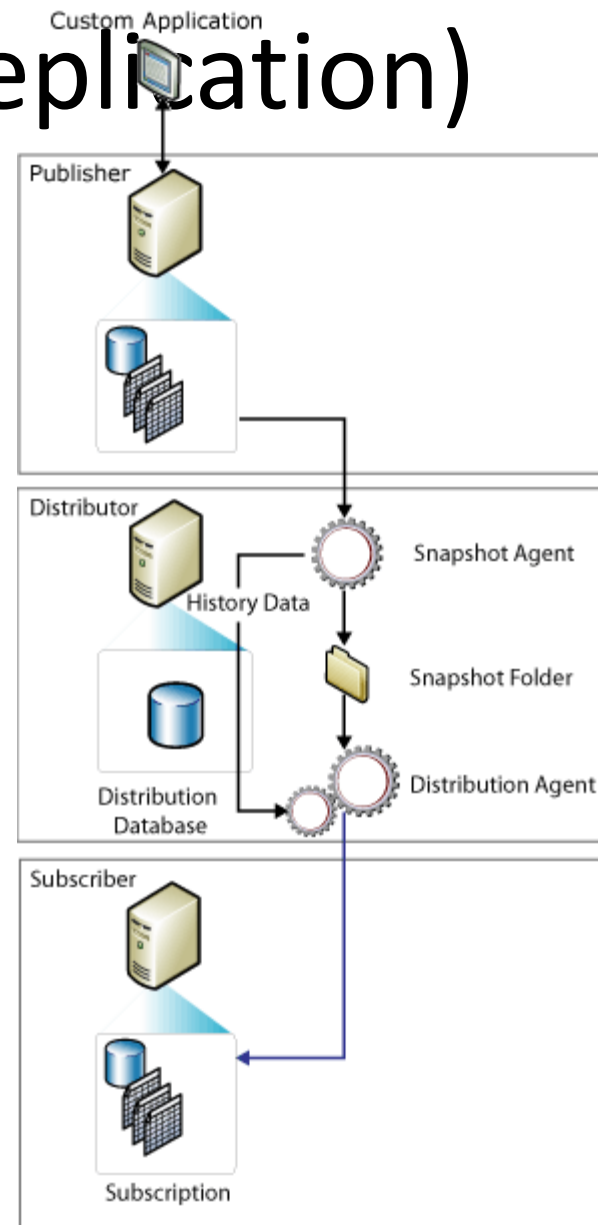 Custom Application
eplication)
Publisher
Distributor
Snapshot Agent
History Data
Snapshot Folder
Distribution Agent
Distribution
Database
Subscriber
Subscription